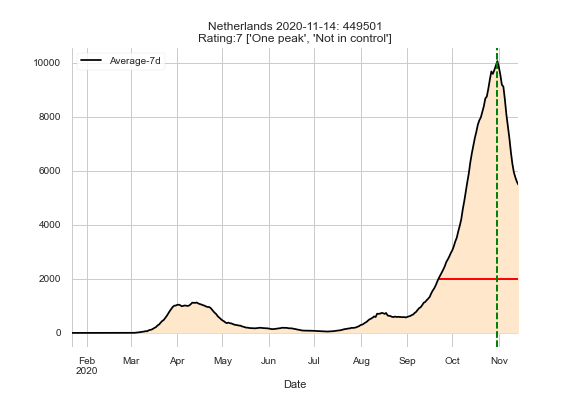 Netherlands 2020-11-14: 449501
Rating:7 ['One peak', 'Not in control']
Average-7d
10000
8000
6000
4000
2000
0
Feb Mar Apr May Jun Jul Aug Sep Oct Nov
2020
Date